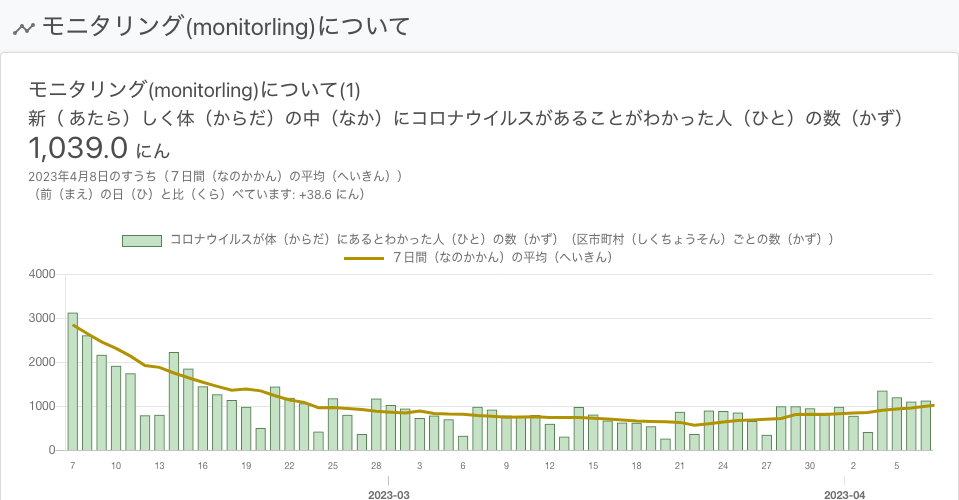 モニタリング(monitorling)について
モニタリング(monitorling)について(1)
新（ あたら）しく体（からだ）の中（なか）にコロナウイルスがあることがわかった人（ひと）の数（かず）
1,039.0 にん
2023年4月8日のすうち（７日間（なのかかん）の平均（へいきん））
（前（まえ）の日（ひ）と比（くら）べています: +38.6 にん）
コロナウイルスが体（からだ）にあるとわかった人（ひと）の数（かず）（区市町村（しくちょうそん）ごとの数（かず））
７日間（なのかかん）の平均（へいきん）
4000
3000
2000
1000
0
7 10 13 16 19 22 25 28 3 6 9 12 15 18 21 24 27 30 2 5
2023-03 2023-04